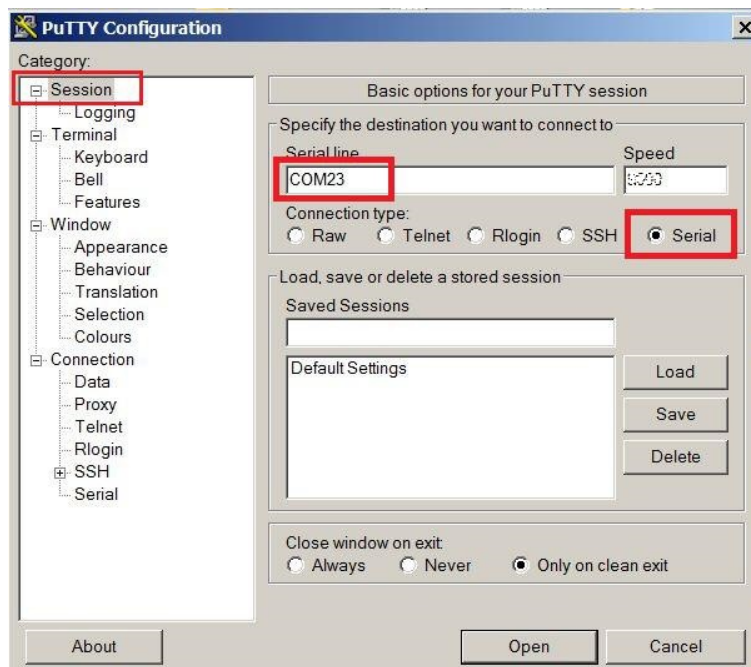 PuTTY Configuration
Category:
Session
Logging
Terminal
Keyboard
Bell
Features
Window
Appearance
Behaviour
Translation
Selection
Colours
Connection
Data
Proxy
Telnet
Rlogin
SSH
Serial
Basic options for your PuTTY session
Specify the destination you want to connect to
Serial line Speed
COM23
Connection type:
Raw Telnet Rlogin SSH Serial
Load, save or delete a stored session
Saved Sessions
Default Settings
Load
Save
Delete
Close window on exit:
Always Never Only on clean exit
About Open Cancel